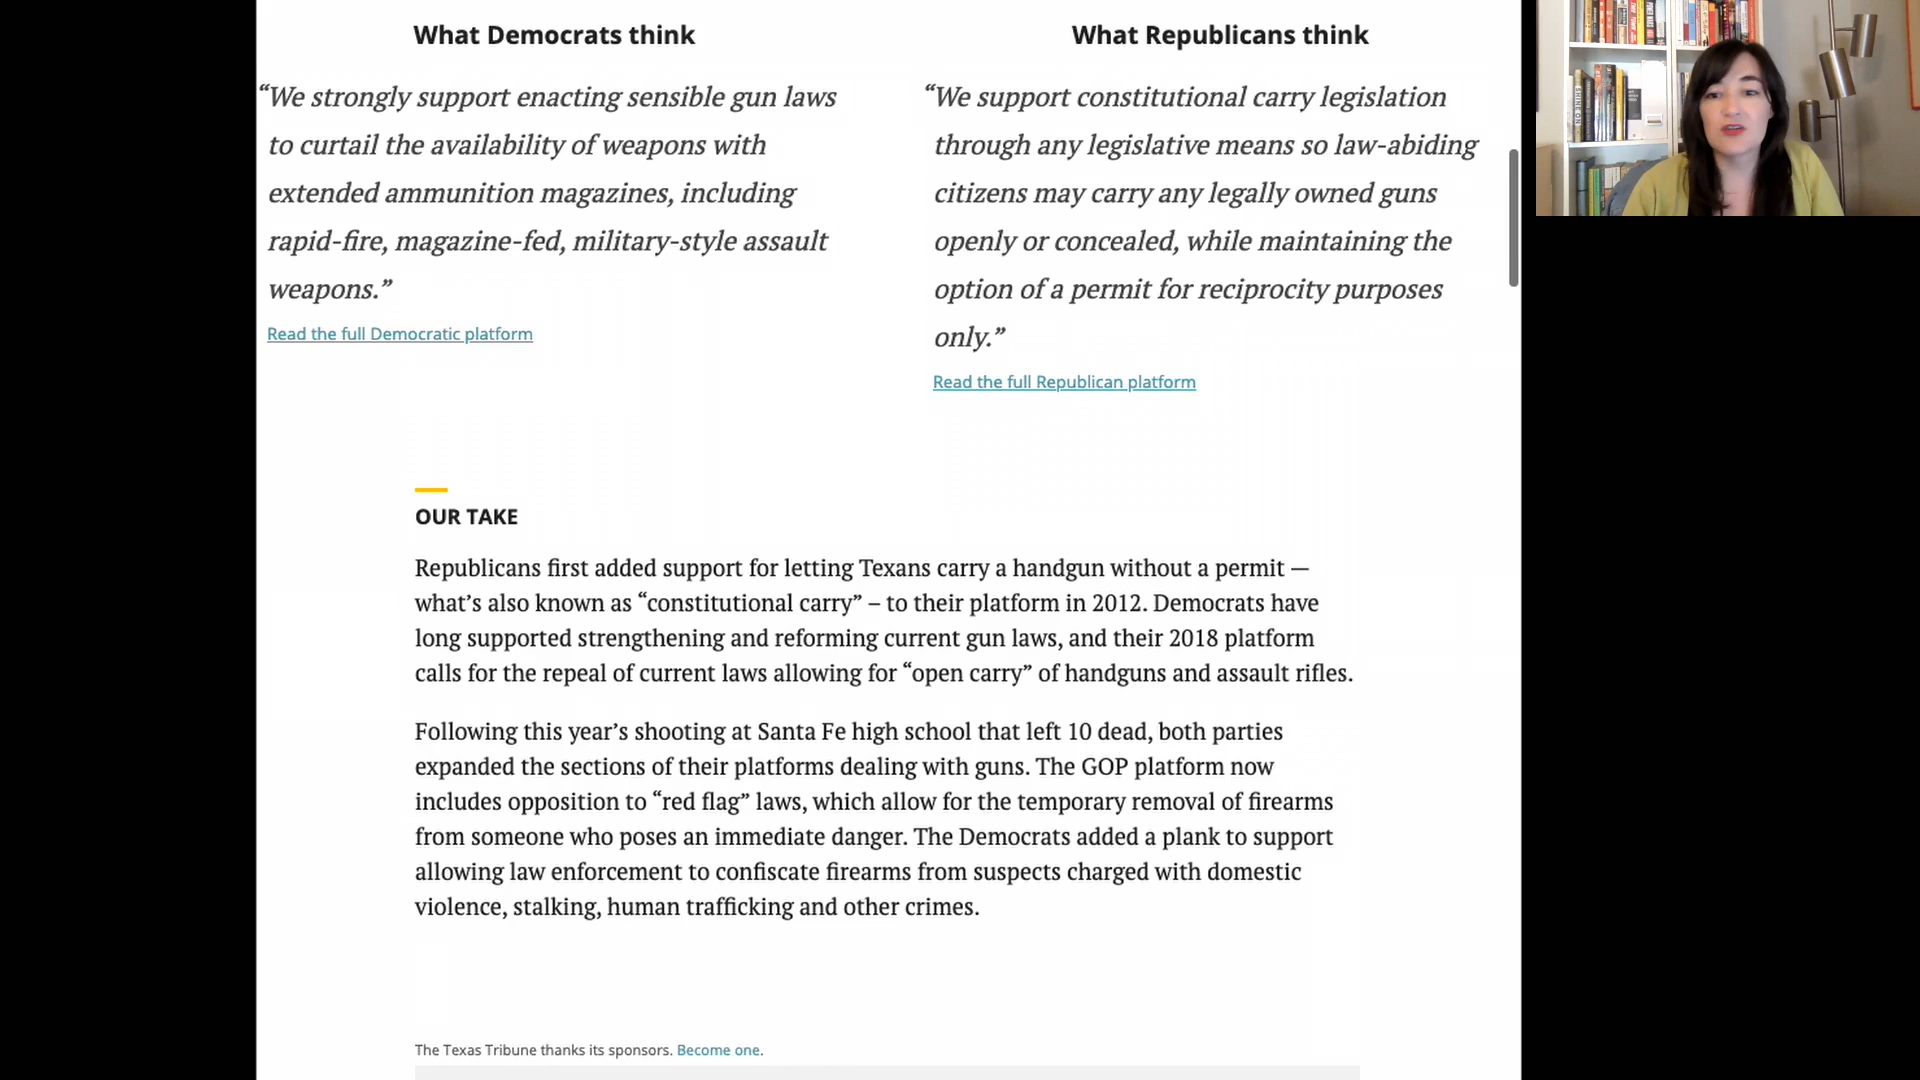 What Democrats think
“We strongly support enacting sensible gun laws
to curtail the availability of weapons with
extended ammunition magazines, including
rapid-fire, magazine-fed, military-style assault
weapons.”
Read the full Democratic platform
What Republicans think
“We support constitutional carry legislation
through any legislative means so law-abiding
citizens may carry any legally owned guns
openly or concealed, while maintaining the
option of a permit for reciprocity purposes
only.”
Read the full Republican platform
OUR TAKE
Republicans first added support for letting Texans carry a handgun without a permit —
what’s also known as “constitutional carry” – to their platform in 2012. Democrats have
long supported strengthening and reforming current gun laws, and their 2018 platform
calls for the repeal of current laws allowing for “open carry” of handguns and assault rifles.
Following this year’s shooting at Santa Fe high school that left 10 dead, both parties
expanded the sections of their platforms dealing with guns. The GOP platform now
includes opposition to “red flag” laws, which allow for the temporary removal of firearms
from someone who poses an immediate danger. The Democrats added a plank to support
allowing law enforcement to confiscate firearms from suspects charged with domestic
violence, stalking, human trafficking and other crimes.
The Texas Tribune thanks its sponsors. Become one.